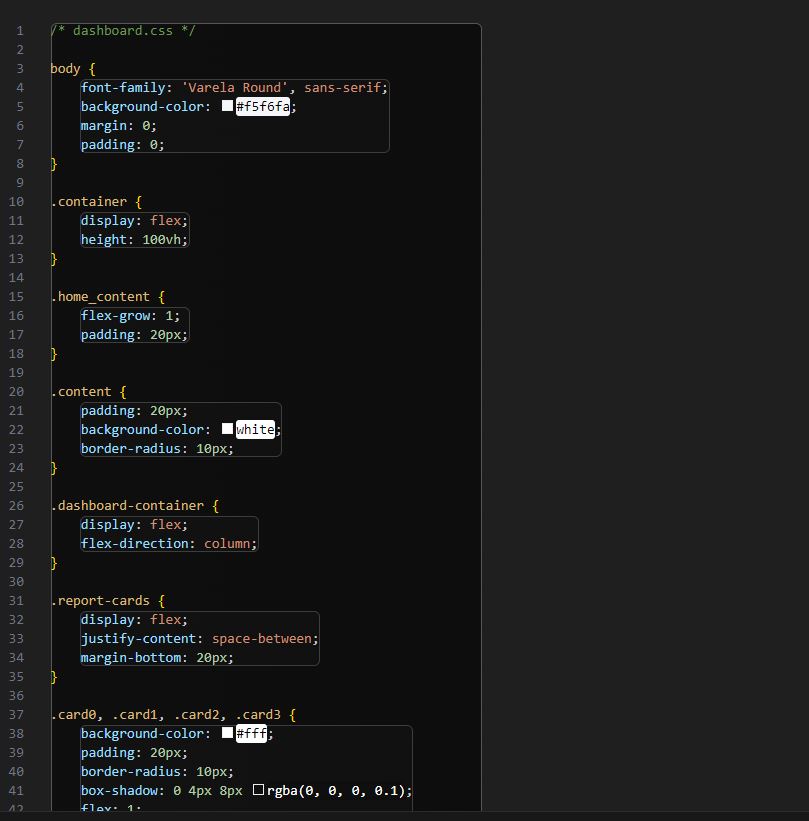 1 /* dashboard.css */
2
3 body {
4 font-family: 'Varela Round', sans-serif;
5 background-color: #f5f6fa;
6 margin: 0;
7 padding: 0;
8 }
9
10 .container {
11 display: flex;
12 height: 100vh;
13 }
14
15 .home_content {
16 flex-grow: 1;
17 padding: 20px;
18 }
19
20 .content {
21 padding: 20px;
22 background-color: white;
23 border-radius: 10px;
24 }
25
26 .dashboard-container {
27 display: flex;
28 flex-direction: column;
29 }
30
31 .report-cards {
32 display: flex;
33 justify-content: space-between;
34 margin-bottom: 20px;
35 }
36
37 .card0, .card1, .card2, .card3 {
38 background-color: #fff;
39 padding: 20px;
40 border-radius: 10px;
41 box-shadow: 0 4px 8px rgba(0, 0, 0, 0.1);
42 flex: 1;